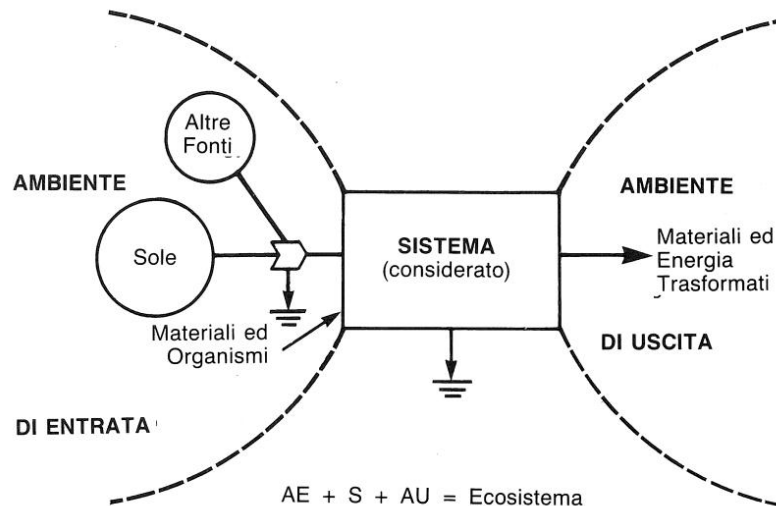 Altre
Fonti
AMBIENTE
Sole
Materiali ed
Organismi
DI ENTRATA
SISTEMA
(considerato)
AMBIENTE
Materiali ed
Energia
Trasformati
DI USCITA
AE + S + AU = Ecosistema